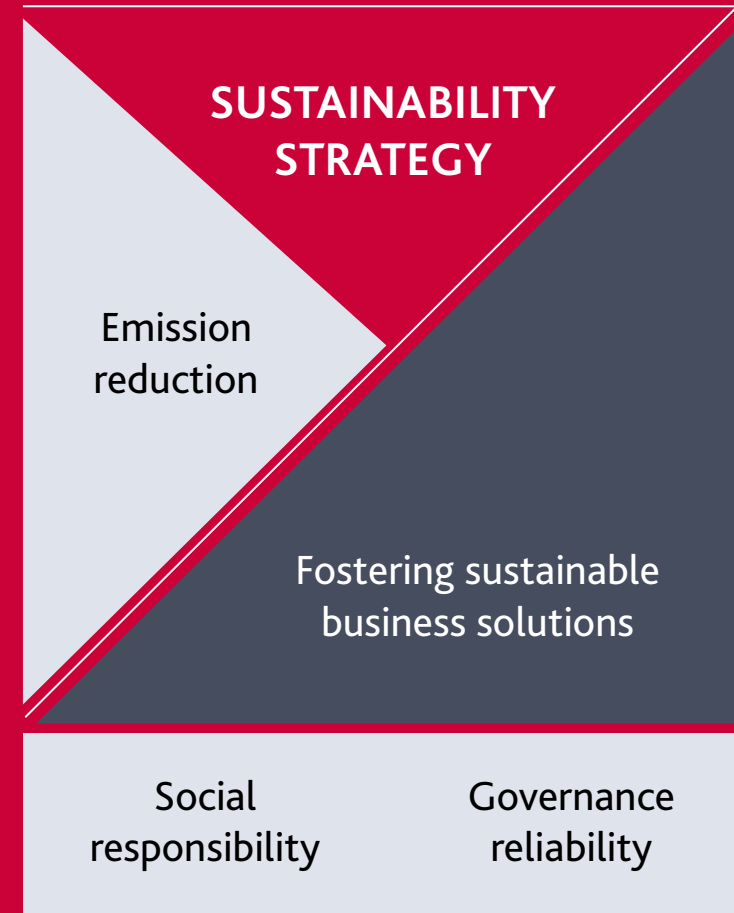 SUSTAINABILITY
STRATEGY
Emission
reduction
Fostering sustainable
business solutions
Social
responsibility
Governance
reliability